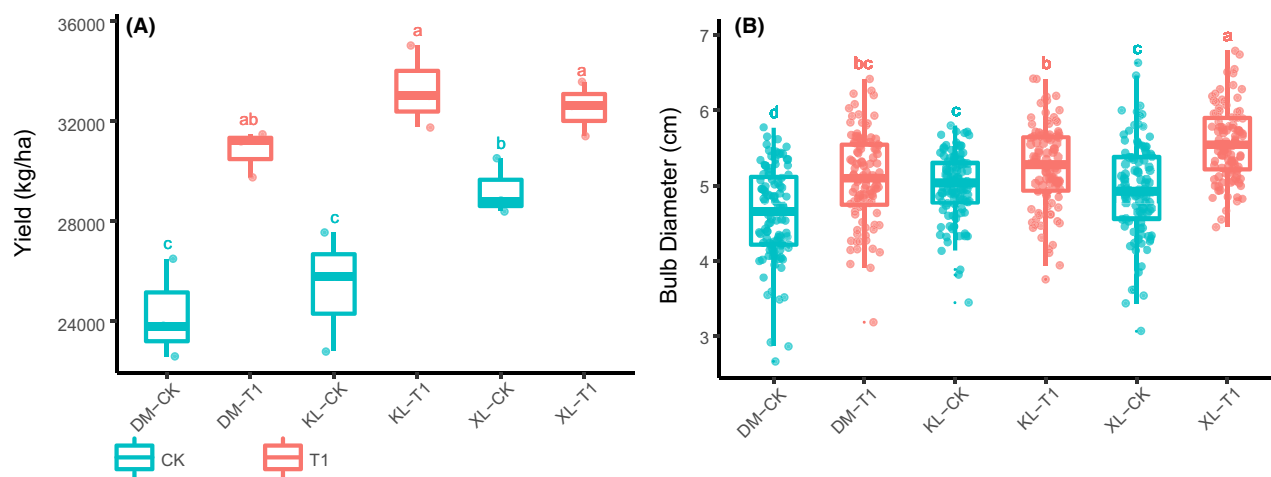 (A)
Yield (kg/ha)
36000
32000
28000
24000
c
ab
c
a
b
a
DM−CK
DM−T1
KL−CK
KL−T1
XL−CK
XL−T1
CK
T1
(B)
Bulb Diameter (cm)
7
6
5
4
3
d
bc
c
b
c
a
DM−CK
DM−T1
KL−CK
KL−T1
XL−CK
XL−T1